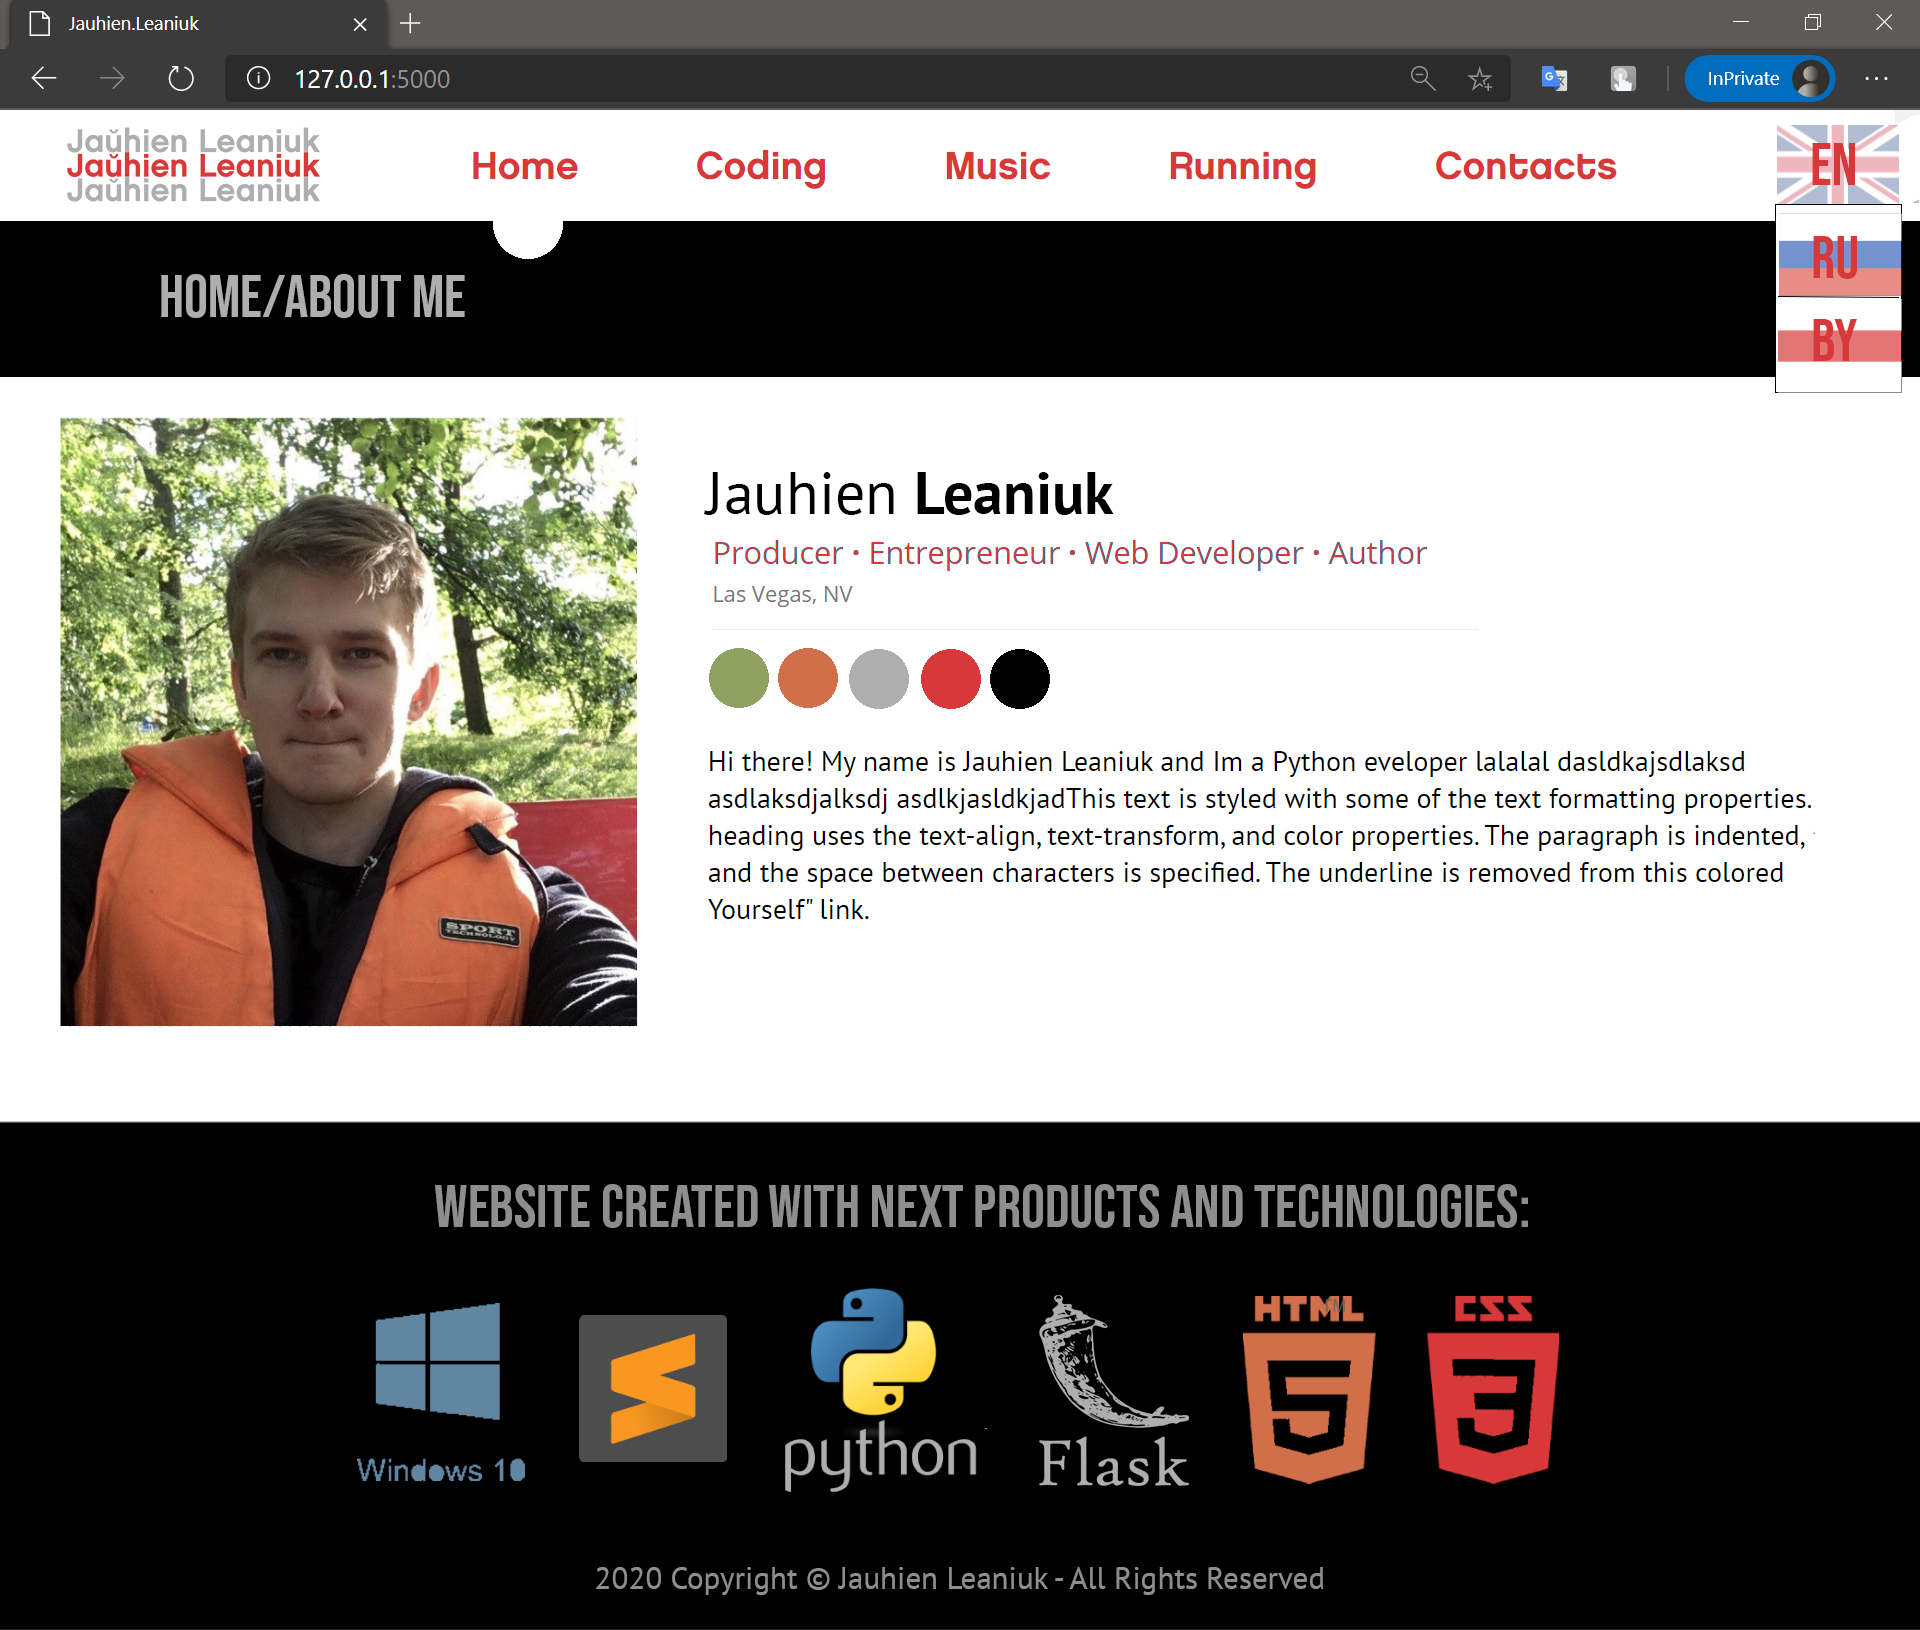 Jauhien.Leaniuk
127.0.0.1:5000
InPrivate
Jaŭhien Leaniuk
Jaŭhien Leaniuk
Jaŭhien Leaniuk
Home
Coding
Music
Running
Contacts
EN
RU
BY
HOME/ABOUT ME
Jauhien Leaniuk
Producer • Entrepreneur • Web Developer • Author
Las Vegas, NV
Hi there! My name is Jauhien Leaniuk and Im a Python eveloper lalalal dasldkajsdlaksd
asdlaksdjalksdj asdlkjasldkjadThis text is styled with some of the text formatting properties.
heading uses the text-align, text-transform, and color properties. The paragraph is indented,
and the space between characters is specified. The underline is removed from this colored
Yourself" link.
SPORT
TECHNOLOGY
WEBSITE CREATED WITH NEXT PRODUCTS AND TECHNOLOGIES:
Windows 10
python
Flask
HTML
5
CSS
3
2020 Copyright © Jauhien Leaniuk - All Rights Reserved